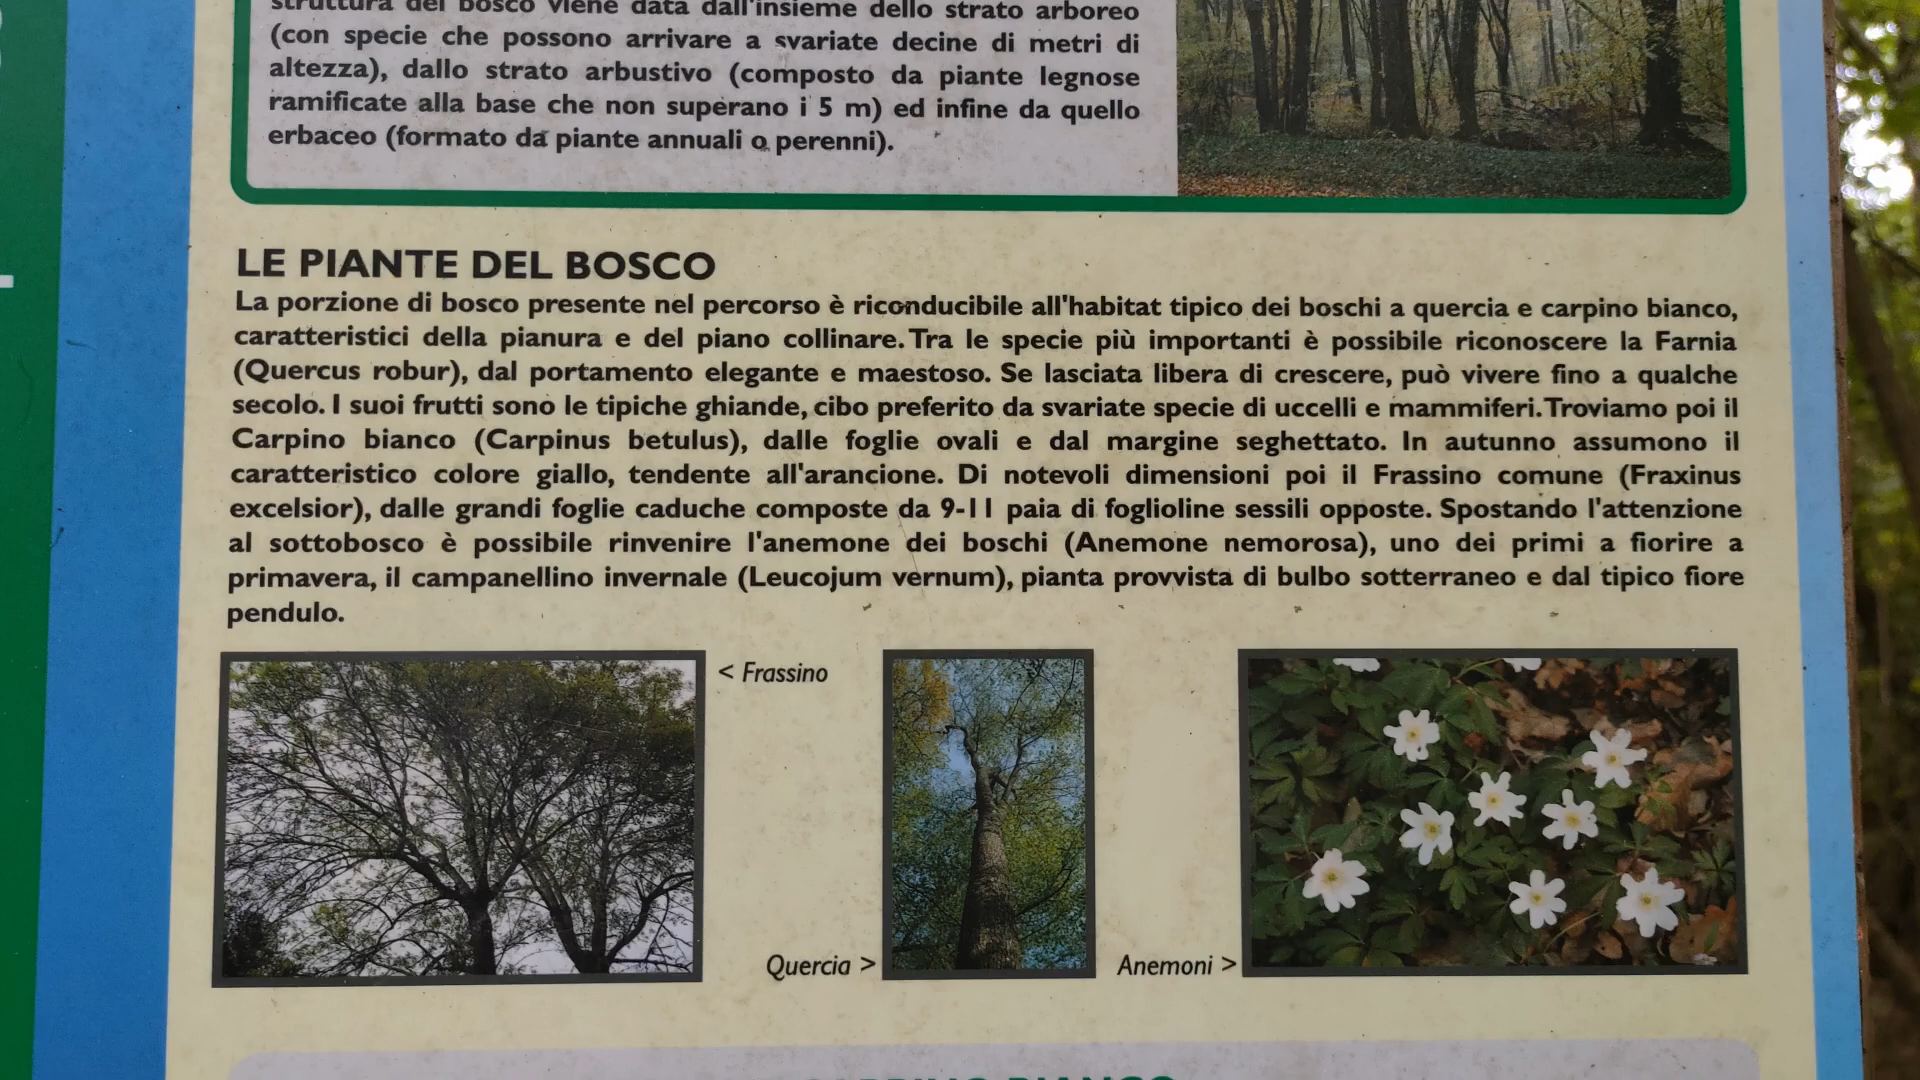 struttura del bosco viene data dall'insieme dello strato arboreo
(con specie che possono arrivare a svariate decine di metri di
altezza), dallo strato arbustivo (composto da piante legnose
ramificate alla base che non superano i 5 m) ed infine da quello
erbaceo (formato da piante annuali o perenni).
LE PIANTE DEL BOSCO
La porzione di bosco presente nel percorso è riconducibile all'habitat tipico dei boschi a quercia e carpino bianco,
caratteristici della pianura e del piano collinare. Tra le specie più importanti è possibile riconoscere la Farnia
(Quercus robur), dal portamento elegante e maestoso. Se lasciata libera di crescere, può vivere fino a qualche
secolo. I suoi frutti sono le tipiche ghiande, cibo preferito da svariate specie di uccelli e mammiferi. Troviamo poi il
Carpino bianco (Carpinus betulus), dalle foglie ovali e dal margine seghettato. In autunno assumono il
caratteristico colore giallo, tendente all'arancione. Di notevoli dimensioni poi il Frassino comune (Fraxinus
excelsior), dalle grandi foglie caduche composte da 9-11 paia di foglioline sessili opposte. Spostando l'attenzione
al sottobosco è possibile rinvenire l'anemone dei boschi (Anemone nemorosa), uno dei primi a fiorire a
primavera, il campanellino invernale (Leucojum vernum), pianta provvista di bulbo sotterraneo e dal tipico fiore
pendulo.
< Frassino
Quercia >
Anemoni >